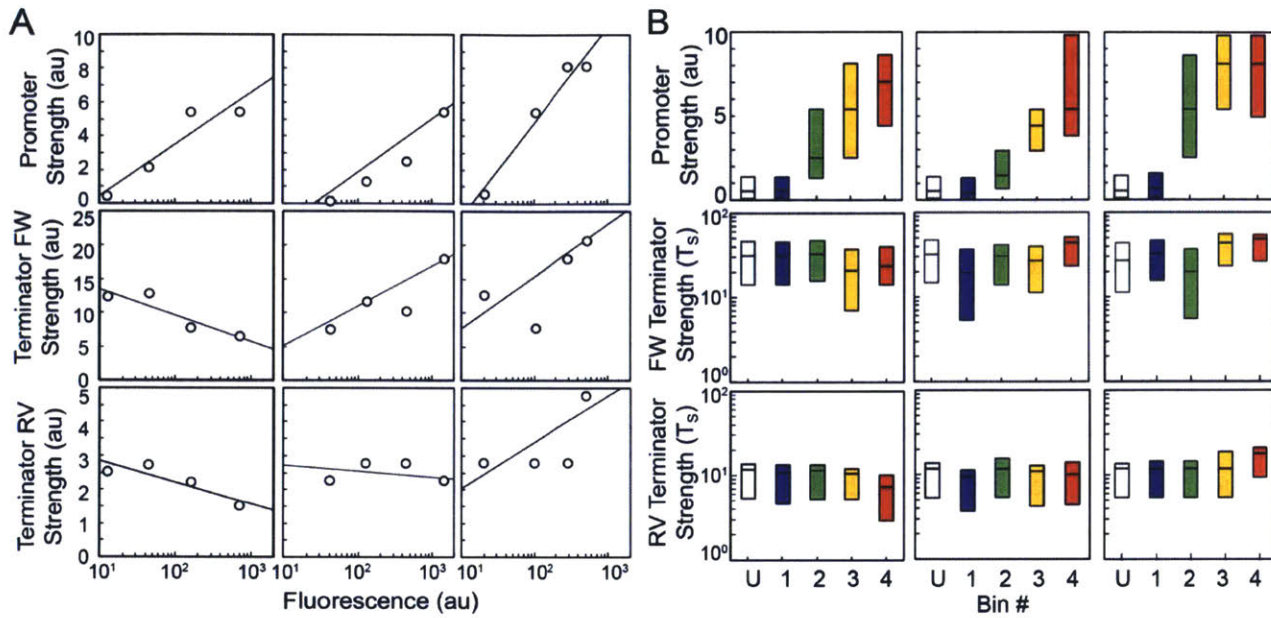 A
B
Promoter
Strength (au)
10
8
6
4
2
0
Terminator FW
Strength (au)
25
20
15
10
5
0
Terminator RV
Strength (au)
5
4
3
2
1
0
10¹ 10² 10³
10¹ 10² 10³
10¹ 10² 10³
Fluorescence (au)
Promoter
Strength (au)
10
5
0
FW Terminator
Strength (Tₛ)
10²
10¹
10⁰
RV Terminator
Strength (Tₛ)
10²
10¹
10⁰
U 1 2 3 4
U 1 2 3 4
U 1 2 3 4
Bin #